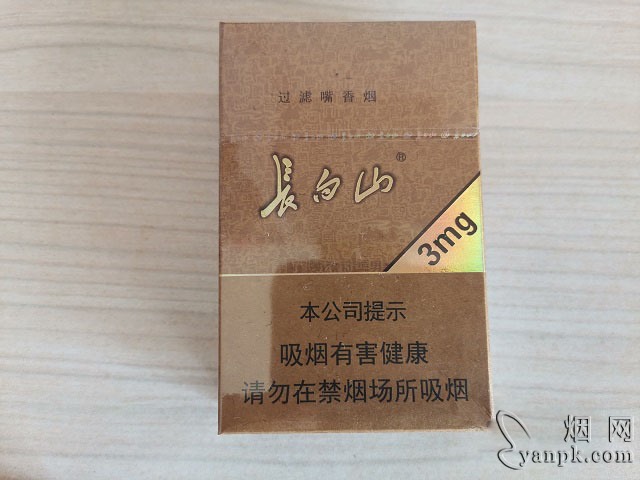 过滤嘴香烟
長白山®
3mg
本公司提示
吸烟有害健康
请勿在禁烟场所吸烟
烟网
yanpk.com